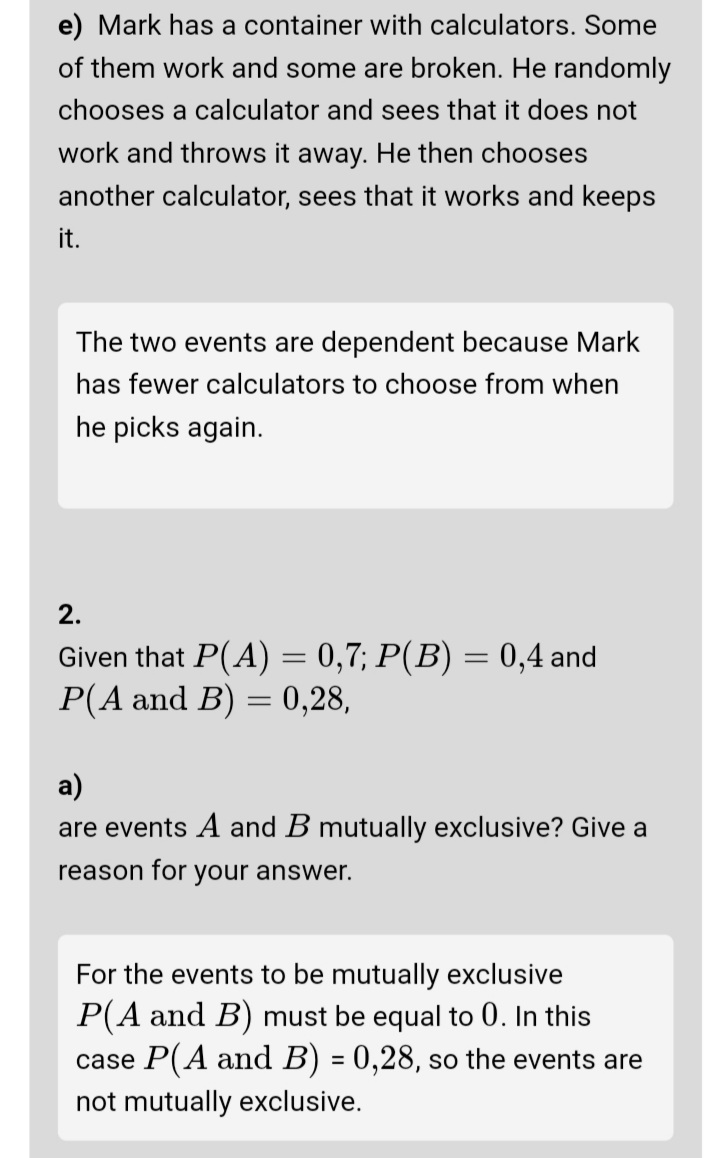 e) Mark has a container with calculators. Some
of them work and some are broken. He randomly
chooses a calculator and sees that it does not
work and throws it away. He then chooses
another calculator, sees that it works and keeps
it.
The two events are dependent because Mark
has fewer calculators to choose from when
he picks again.
2.
Given that P(A) = 0,7; P(B) = 0,4 and
P(A and B) = 0,28,
a)
are events A and B mutually exclusive? Give a
reason for your answer.
For the events to be mutually exclusive
P(A and B) must be equal to 0. In this
case P(A and B) = 0,28, so the events are
not mutually exclusive.